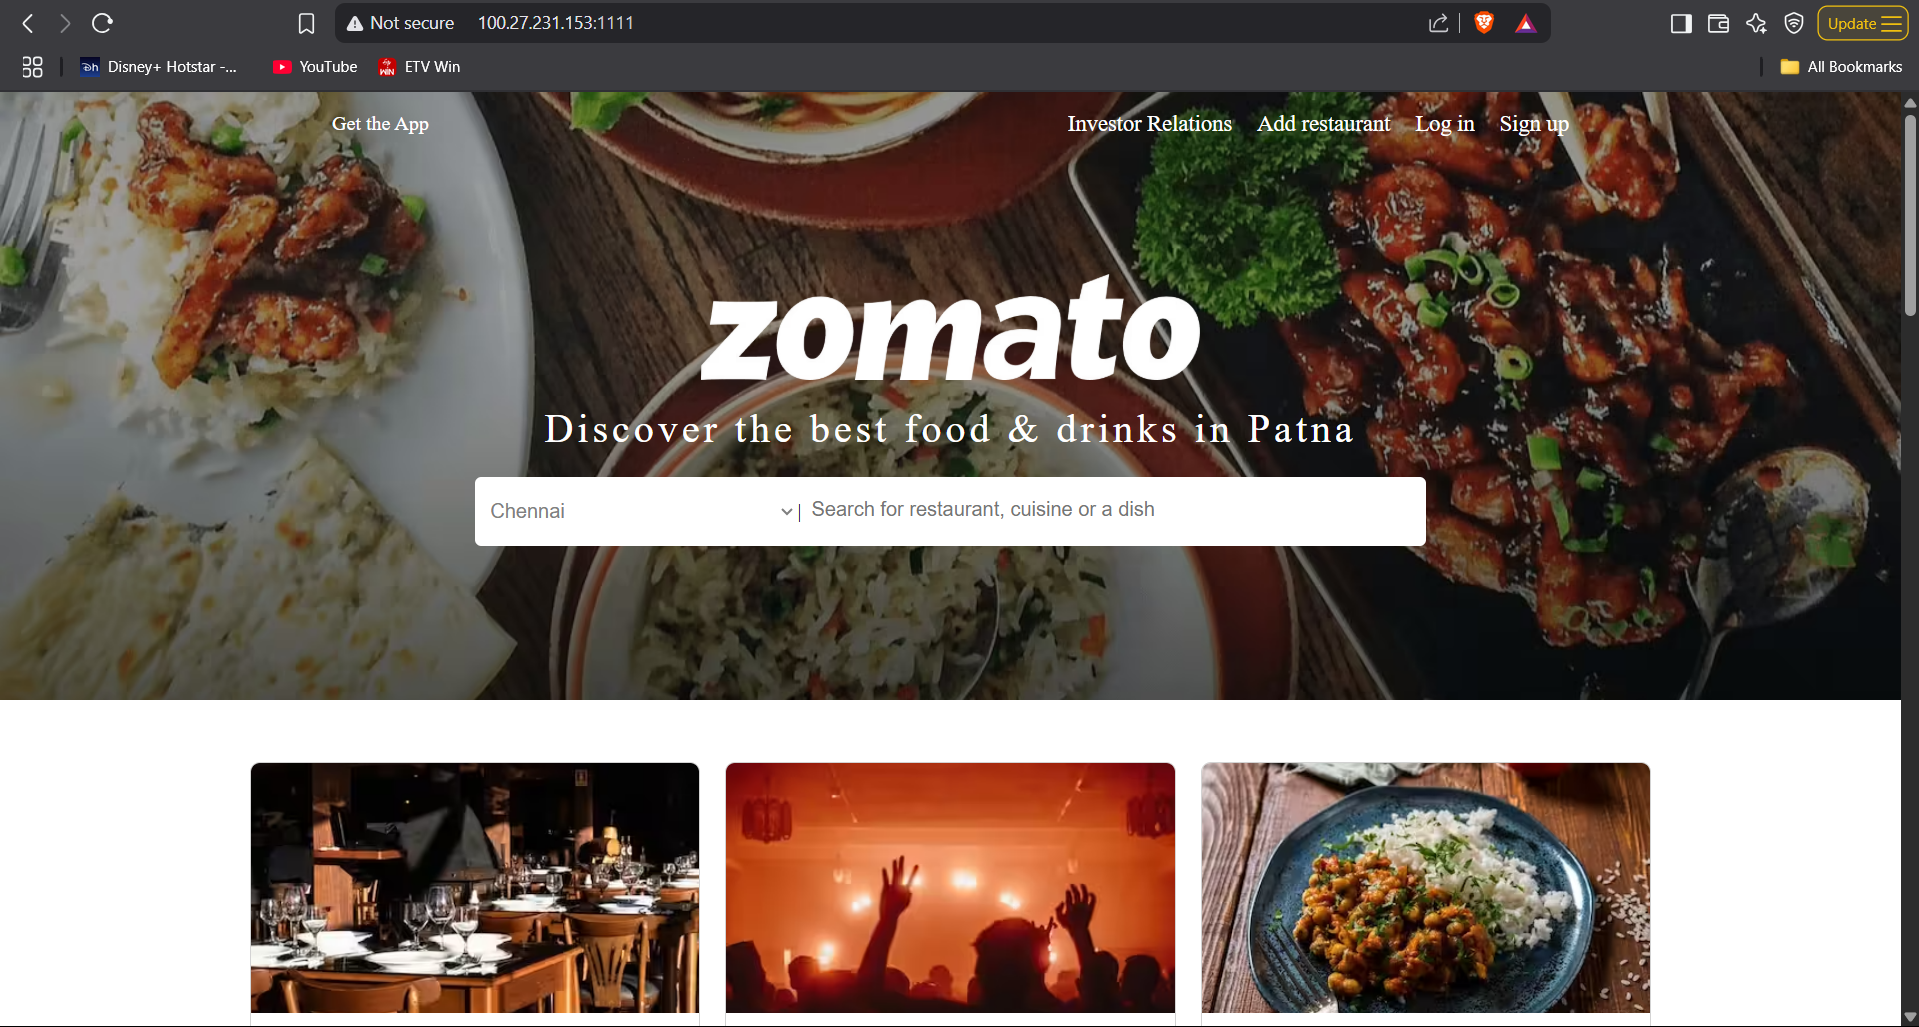 Not secure 100.27.231.153:1111
Update
Disney+ Hotstar -...
YouTube
ETV Win
All Bookmarks
Get the App
Investor Relations
Add restaurant
Log in
Sign up
zomato
Discover the best food & drinks in Patna
Chennai
Search for restaurant, cuisine or a dish